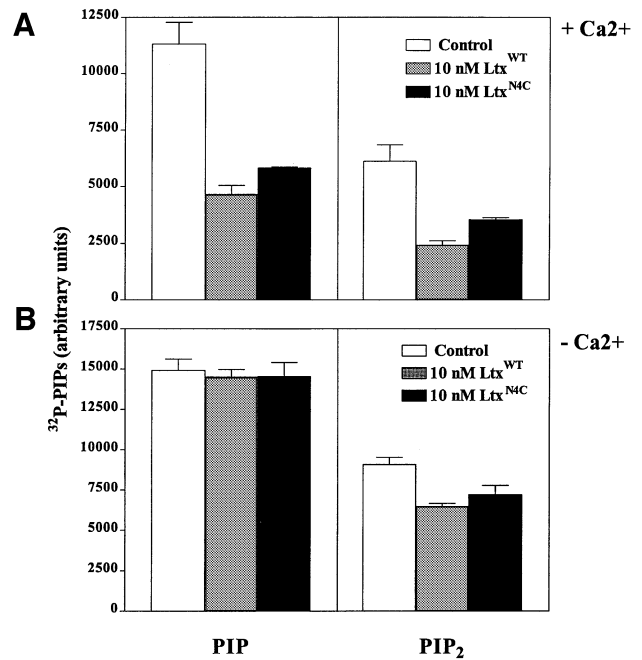 A
+ Ca2+
12500
10000
7500
5000
2500
0
Control
10 nM Ltx^WT
10 nM Ltx^N4C
32P-PIPs (arbitrary units)
B
- Ca2+
17500
15000
12500
10000
7500
5000
2500
0
Control
10 nM Ltx^WT
10 nM Ltx^N4C
PIP
PIP2